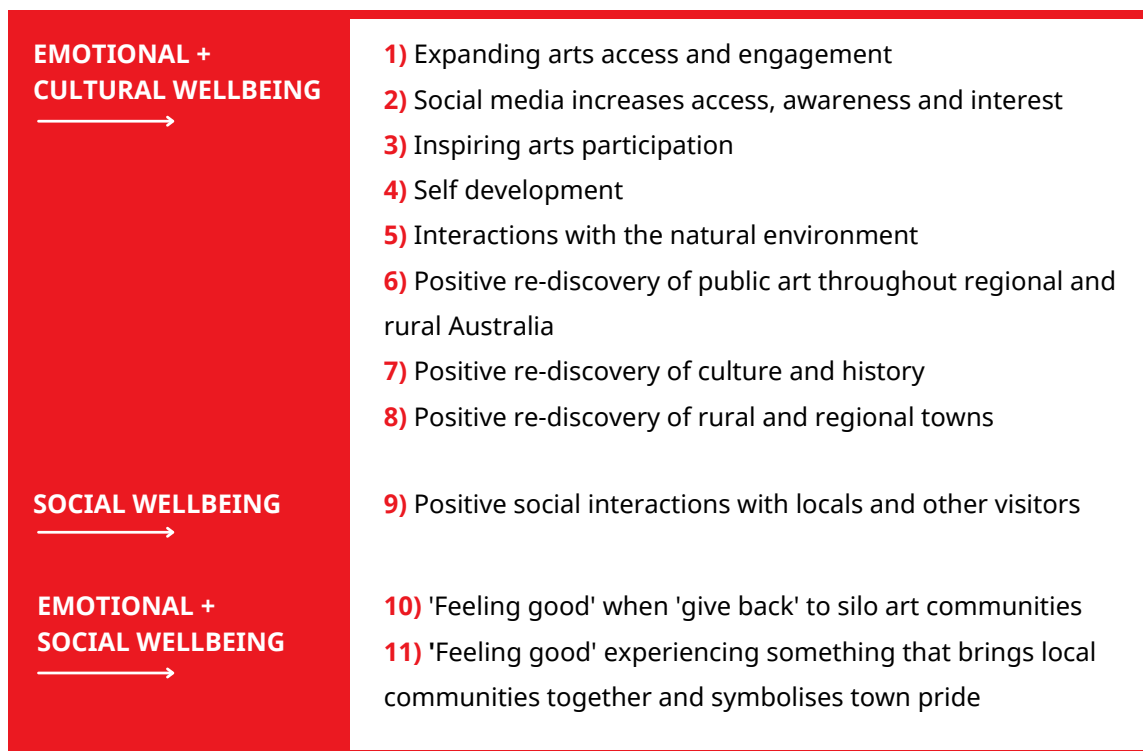 EMOTIONAL +
CULTURAL WELLBEING
1) Expanding arts access and engagement
2) Social media increases access, awareness and interest
3) Inspiring arts participation
4) Self development
5) Interactions with the natural environment
6) Positive re-discovery of public art throughout regional and
rural Australia
7) Positive re-discovery of culture and history
8) Positive re-discovery of rural and regional towns
SOCIAL WELLBEING
9) Positive social interactions with locals and other visitors
EMOTIONAL +
SOCIAL WELLBEING
10) 'Feeling good' when 'give back' to silo art communities
11) 'Feeling good' experiencing something that brings local
communities together and symbolises town pride